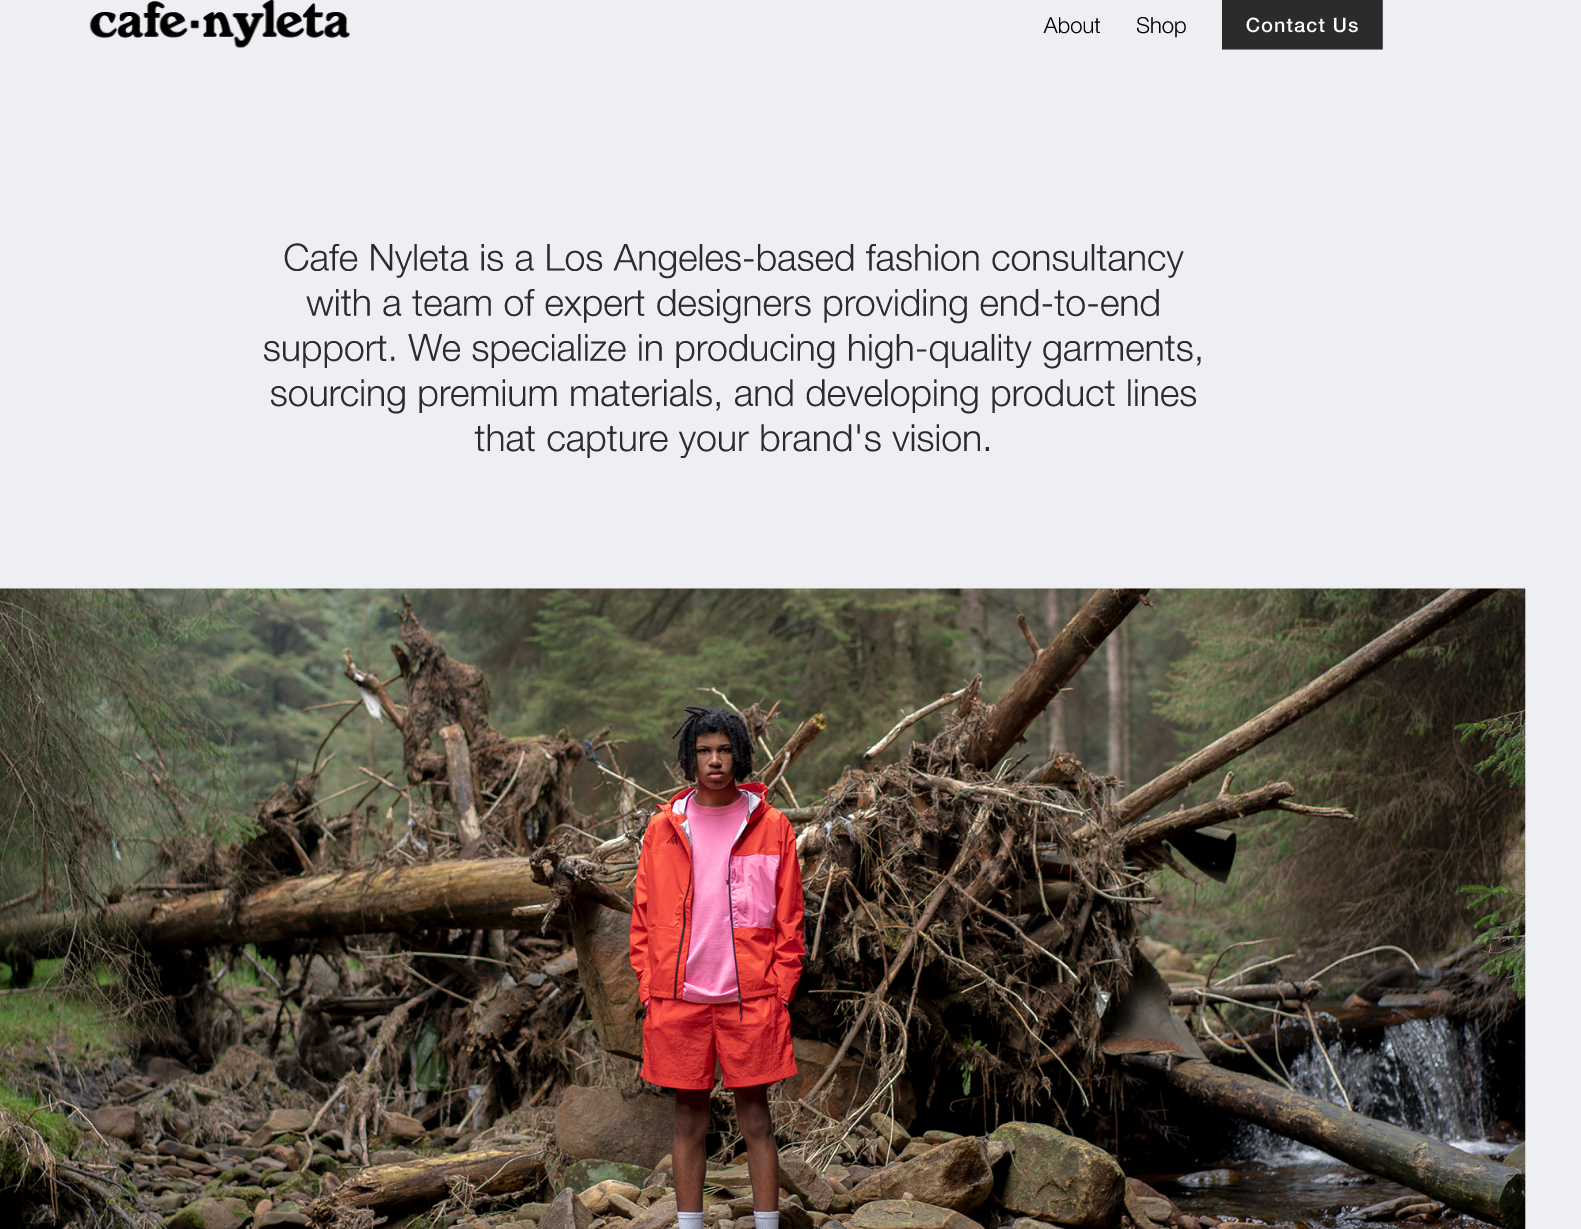 cafe·nyleta
About Shop Contact Us
Cafe Nyleta is a Los Angeles-based fashion consultancy
with a team of expert designers providing end-to-end
support. We specialize in producing high-quality garments,
sourcing premium materials, and developing product lines
that capture your brand's vision.